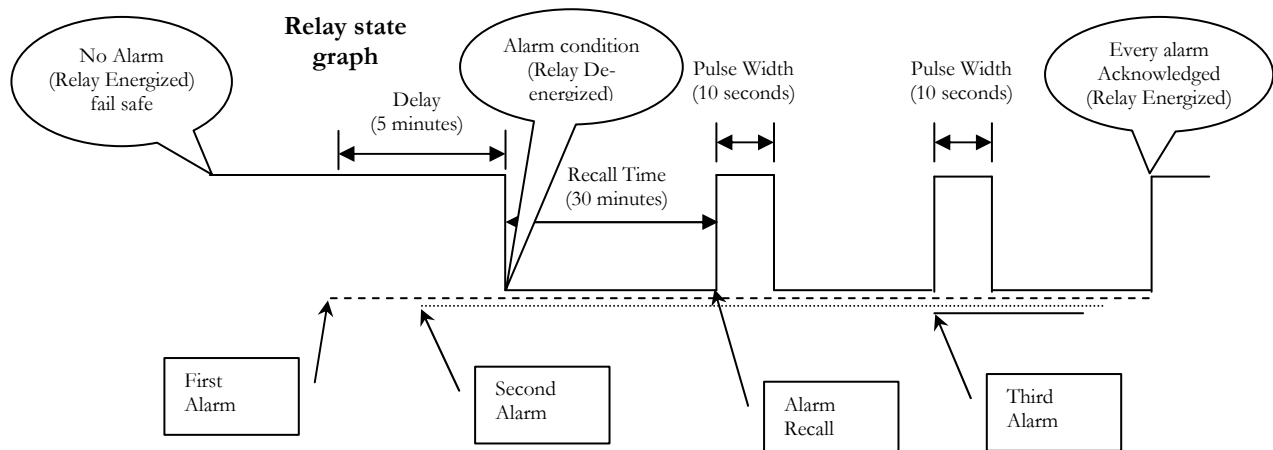 Relay state
graph
No Alarm
(Relay Energized)
fail safe
Delay
(5 minutes)
Alarm condition
(Relay De-
energized)
Pulse Width
(10 seconds)
Pulse Width
(10 seconds)
Every alarm
Acknowledged
(Relay Energized)
Recall Time
(30 minutes)
First
Alarm
Second
Alarm
Alarm
Recall
Third
Alarm